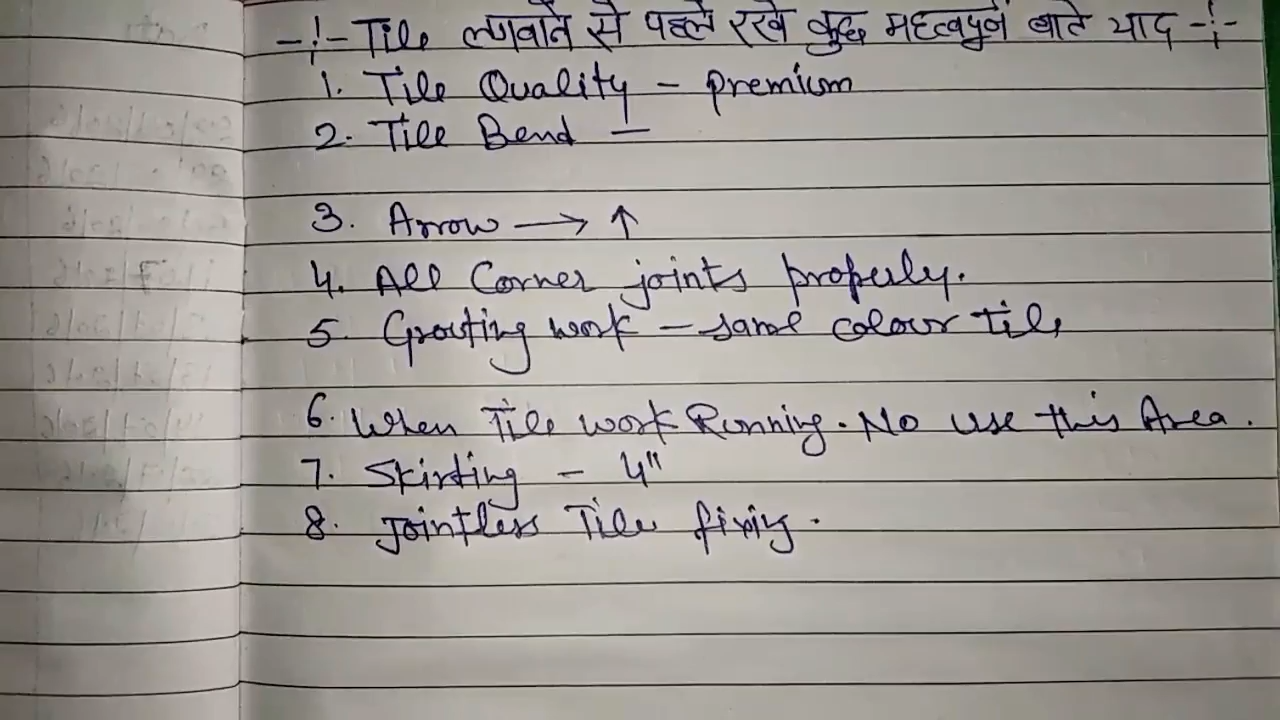 -!- Tile लगवाने से पहले रखे कुछ महत्वपुर्ण बाते याद -!-
1. Tile Quality - premium
2. Tile Bend -
3. Arrow → ↑
4. All Corner joints properly.
5. Grouting work - same colour Tile
6. When Tile work Running. No use this Area.
7. Skirting - 4"
8. Jointless Tile fixing.